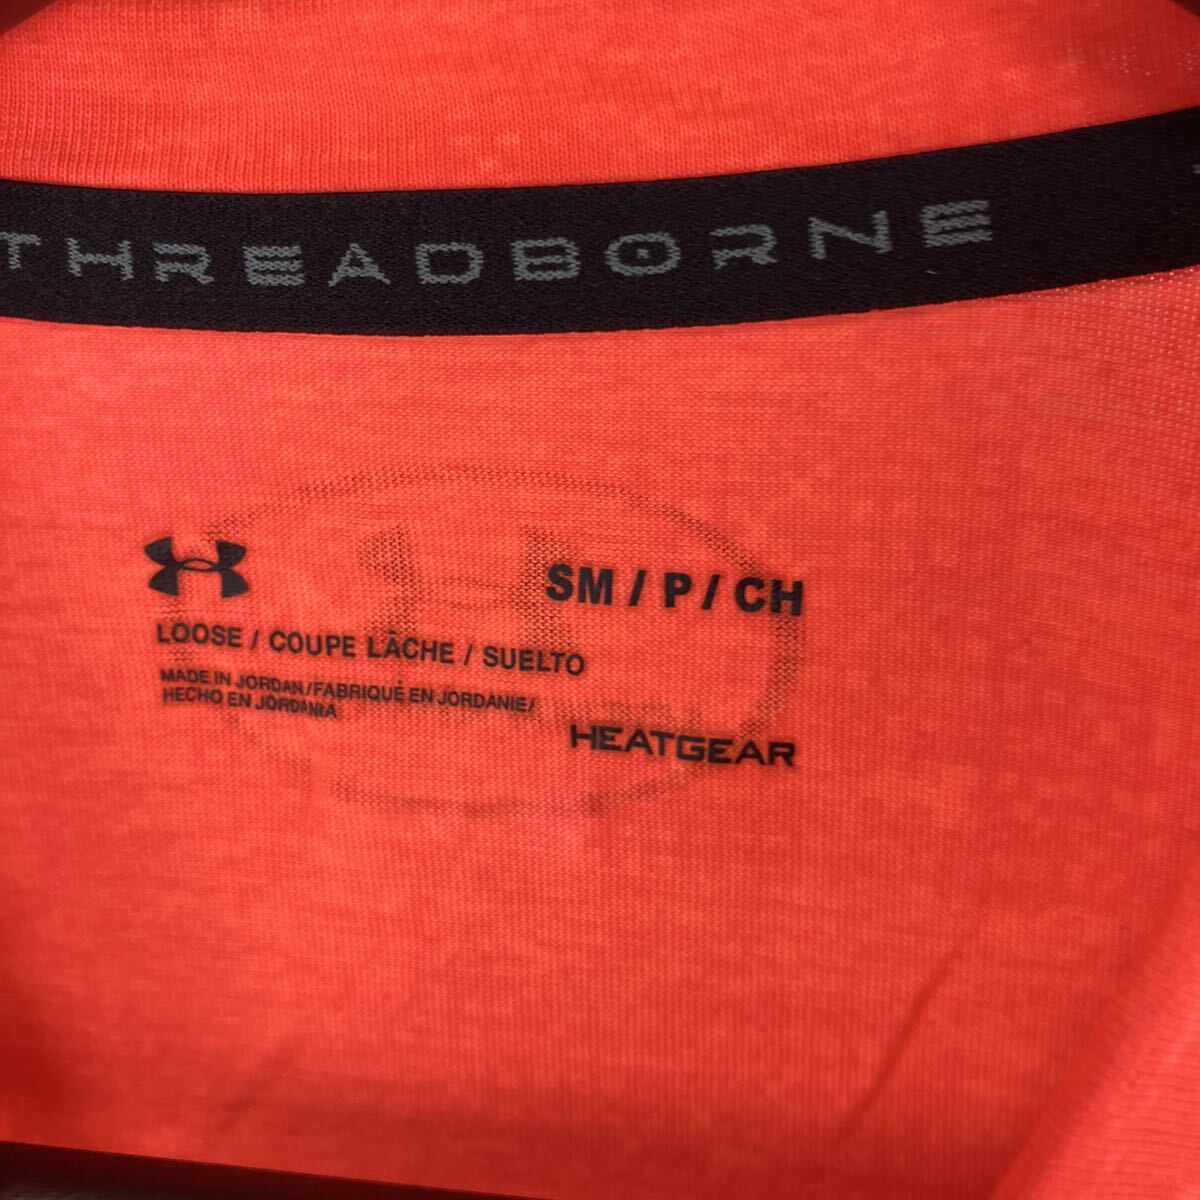 THREADBORNE
SM / P / CH
LOOSE / COUPE LÂCHE / SUELTO
MADE IN JORDAN/FABRIQUÉ EN JORDANIE/
HECHO EN JORDANIA
HEATGEAR